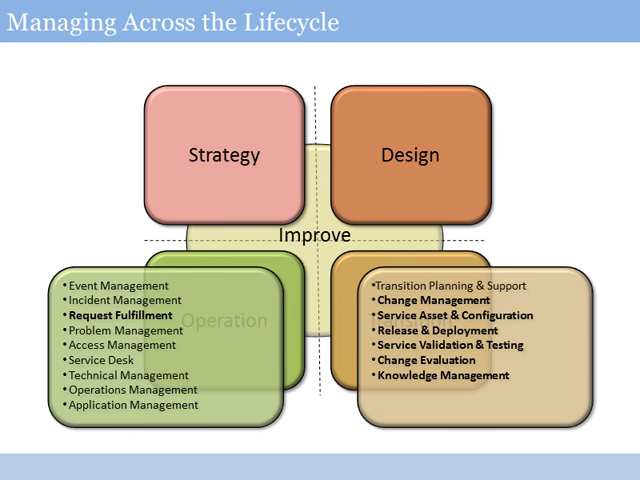 Managing Across the Lifecycle
Strategy
Design
Improve
Operation
• Event Management
• Incident Management
• Request Fulfillment
• Problem Management
• Access Management
• Service Desk
• Technical Management
• Operations Management
• Application Management
•Transition Planning & Support
•Change Management
•Service Asset & Configuration
•Release & Deployment
•Service Validation & Testing
•Change Evaluation
•Knowledge Management